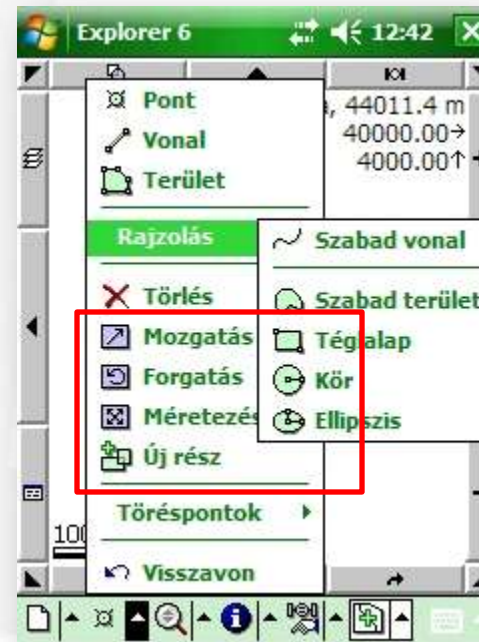 Explorer 6 12:42
, 44011.4 m
40000.00→
4000.00↑
Pont
Vonal
Terület
Rajzolás
Törlés
Mozgatás
Forgatás
Méretezés
Új rész
Töréspontok
Visszavon
Szabad vonal
Szabad terület
Téglalap
Kör
Ellipszis
100